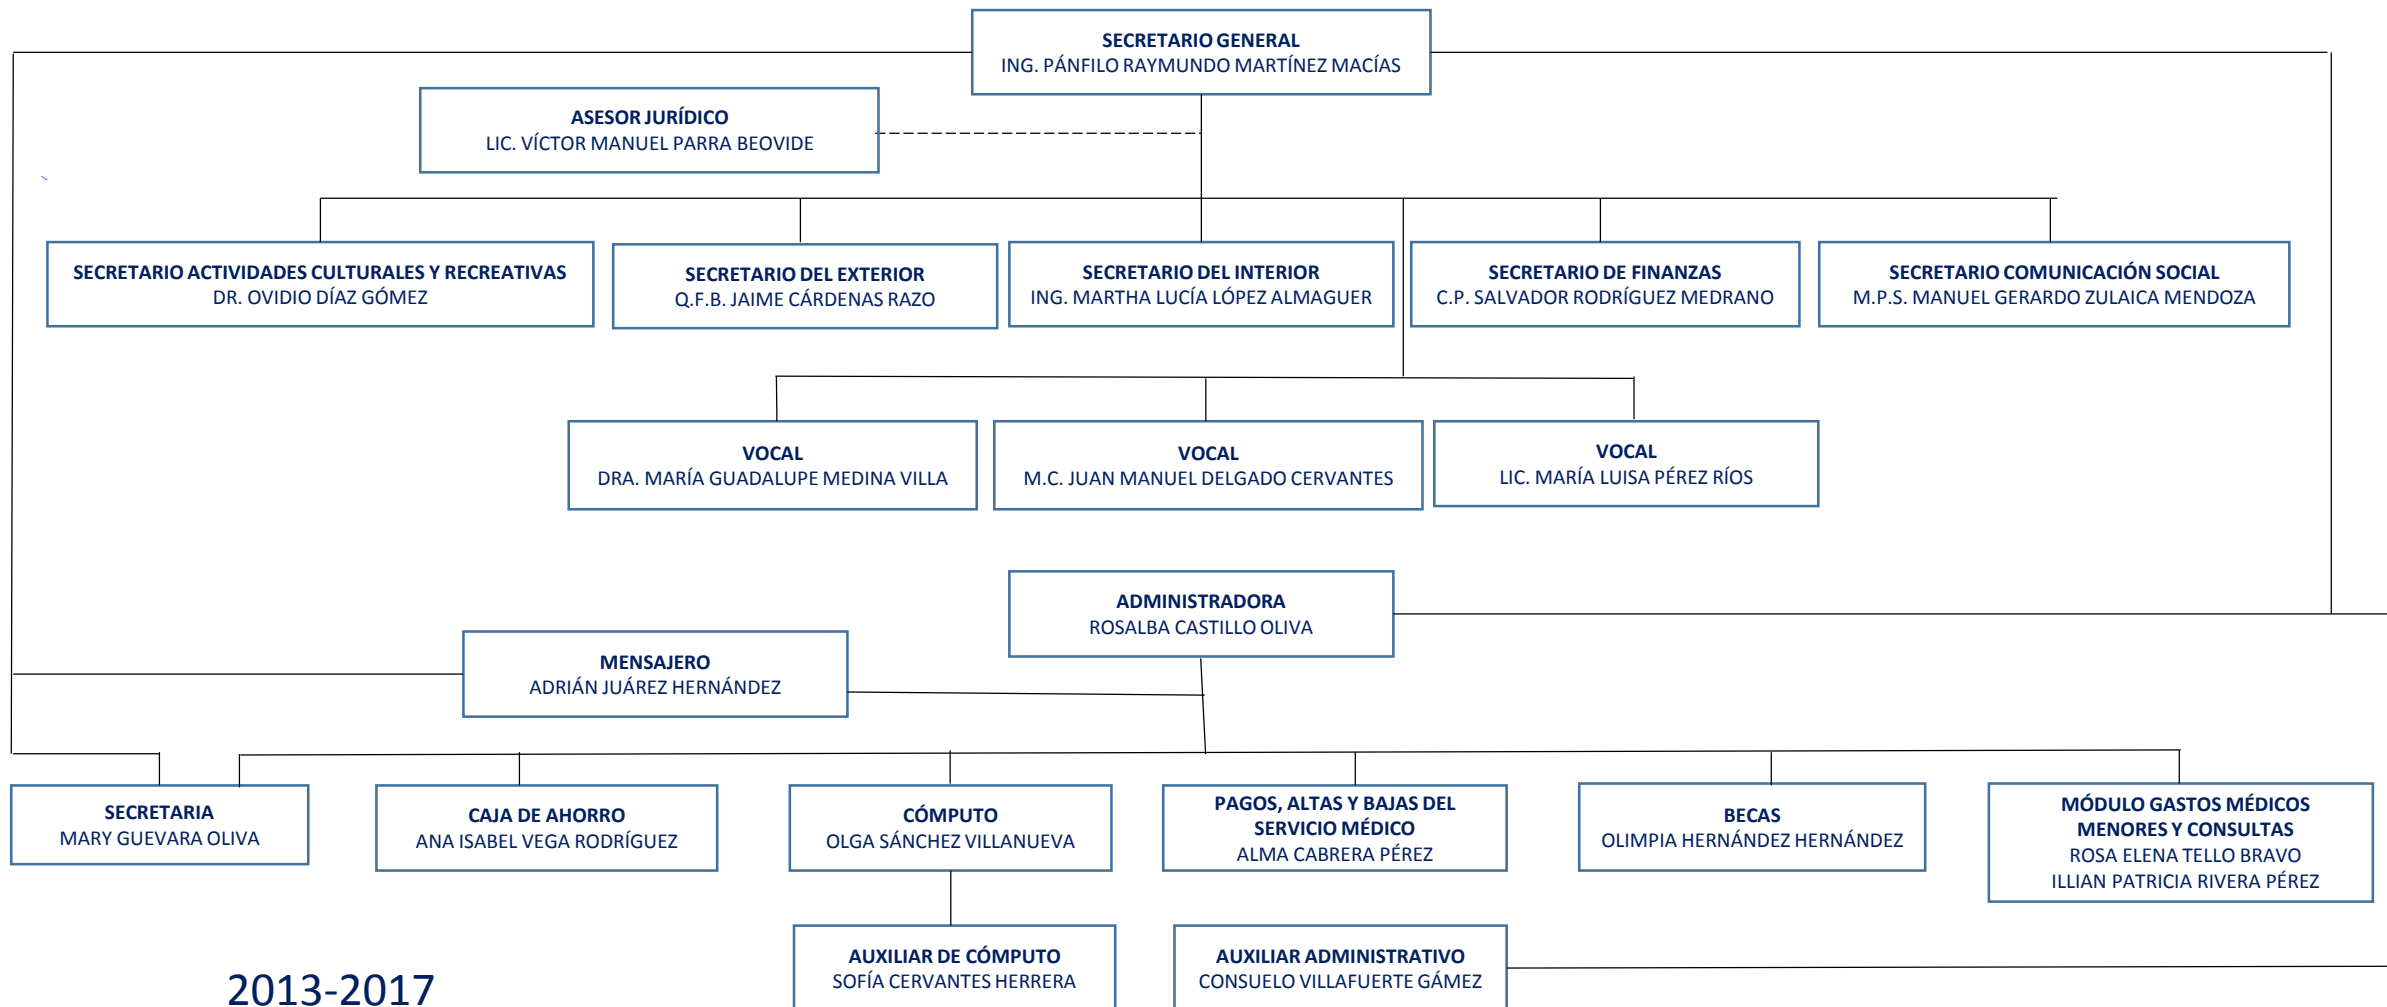 SECRETARIO GENERAL
ING. PÁNFILO RAYMUNDO MARTÍNEZ MACÍAS
ASESOR JURÍDICO
LIC. VÍCTOR MANUEL PARRA BEOVIDE
SECRETARIO ACTIVIDADES CULTURALES Y RECREATIVAS
DR. OVIDIO DÍAZ GÓMEZ
SECRETARIO DEL EXTERIOR
Q.F.B. JAIME CÁRDENAS RAZO
SECRETARIO DEL INTERIOR
ING. MARTHA LUCÍA LÓPEZ ALMAGUER
SECRETARIO DE FINANZAS
C.P. SALVADOR RODRÍGUEZ MEDRANO
SECRETARIO COMUNICACIÓN SOCIAL
M.P.S. MANUEL GERARDO ZULAICA MENDOZA
VOCAL
DRA. MARÍA GUADALUPE MEDINA VILLA
VOCAL
M.C. JUAN MANUEL DELGADO CERVANTES
VOCAL
LIC. MARÍA LUISA PÉREZ RÍOS
ADMINISTRADORA
ROSALBA CASTILLO OLIVA
MENSAJERO
ADRIÁN JUÁREZ HERNÁNDEZ
SECRETARIA
MARY GUEVARA OLIVA
CAJA DE AHORRO
ANA ISABEL VEGA RODRÍGUEZ
CÓMPUTO
OLGA SÁNCHEZ VILLANUEVA
PAGOS, ALTAS Y BAJAS DEL
SERVICIO MÉDICO
ALMA CABRERA PÉREZ
BECAS
OLIMPIA HERNÁNDEZ HERNÁNDEZ
MÓDULO GASTOS MÉDICOS
MENORES Y CONSULTAS
ROSA ELENA TELLO BRAVO
ILLIAN PATRICIA RIVERA PÉREZ
AUXILIAR DE CÓMPUTO
SOFÍA CERVANTES HERRERA
AUXILIAR ADMINISTRATIVO
CONSUELO VILLAFUERTE GÁMEZ
2013-2017